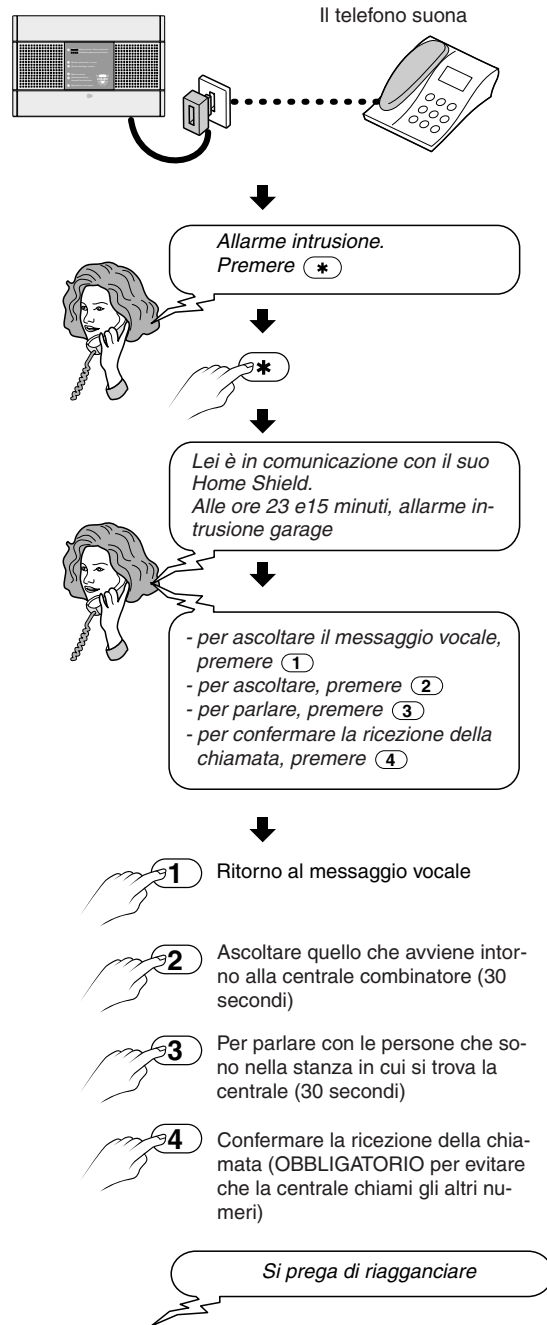 Il telefono suona
Allarme intrusione.
Premere *
*
Lei è in comunicazione con il suo
Home Shield.
Alle ore 23 e15 minuti, allarme in-
trusione garage
- per ascoltare il messaggio vocale,
premere 1
- per ascoltare, premere 2
- per parlare, premere 3
- per confermare la ricezione della
chiamata, premere 4
1 Ritorno al messaggio vocale
2 Ascoltare quello che avviene intor-
no alla centrale combinatore (30
secondi)
3 Per parlare con le persone che so-
no nella stanza in cui si trova la
centrale (30 secondi)
4 Confermare la ricezione della chia-
mata (OBBLIGATORIO per evitare
che la centrale chiami gli altri nu-
meri)
Si prega di riagganciare